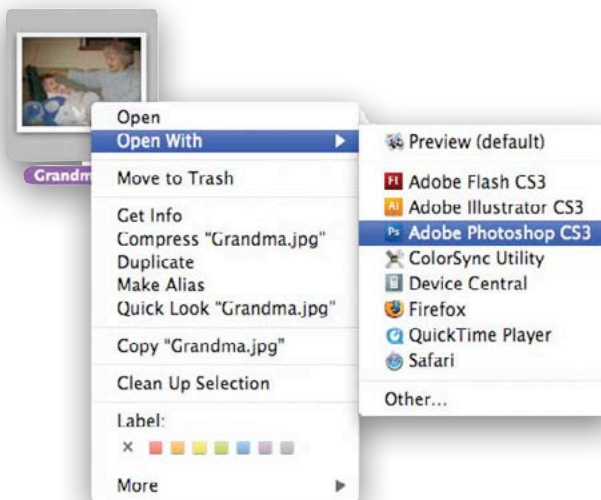 Open
Open With
Move to Trash
Get Info
Compress "Grandma.jpg"
Duplicate
Make Alias
Quick Look "Grandma.jpg"
Copy "Grandma.jpg"
Clean Up Selection
Label:
More
Preview (default)
Adobe Flash CS3
Adobe Illustrator CS3
Adobe Photoshop CS3
ColorSync Utility
Device Central
Firefox
QuickTime Player
Safari
Other...